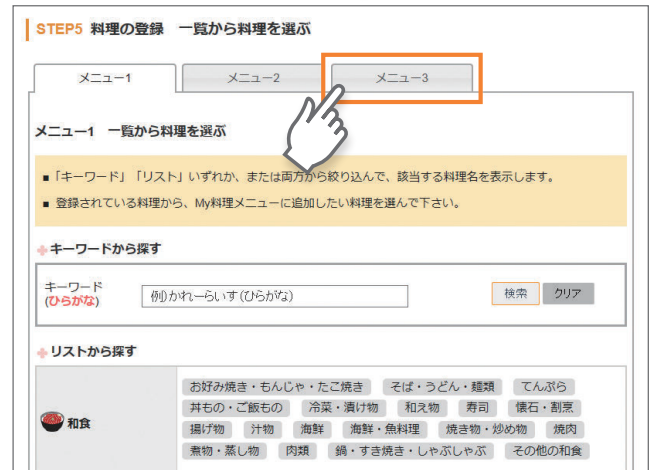 STEP5 料理の登録 一覧から料理を選ぶ
メニュー1 メニュー2 メニュー3
メニュー1 一覧から料理を選ぶ
■「キーワード」「リスト」いずれか、または両方から絞り込んで、該当する料理名を表示します。
■ 登録されている料理から、My料理メニューに追加したい料理を選んで下さい。
キーワードから探す
キーワード
(ひらがな) 例)かれーらいす(ひらがな) 検索 クリア
リストから探す
お好み焼き・もんじゃ・たこ焼き そば・うどん・麺類 てんぷら
丼もの・ご飯もの 冷菜・漬け物 和え物 寿司 懐石・割烹
和食 揚げ物 汁物 海鮮 海鮮・魚料理 焼き物・炒め物 焼肉
煮物・蒸し物 肉類 鍋・すき焼き・しゃぶしゃぶ その他の和食